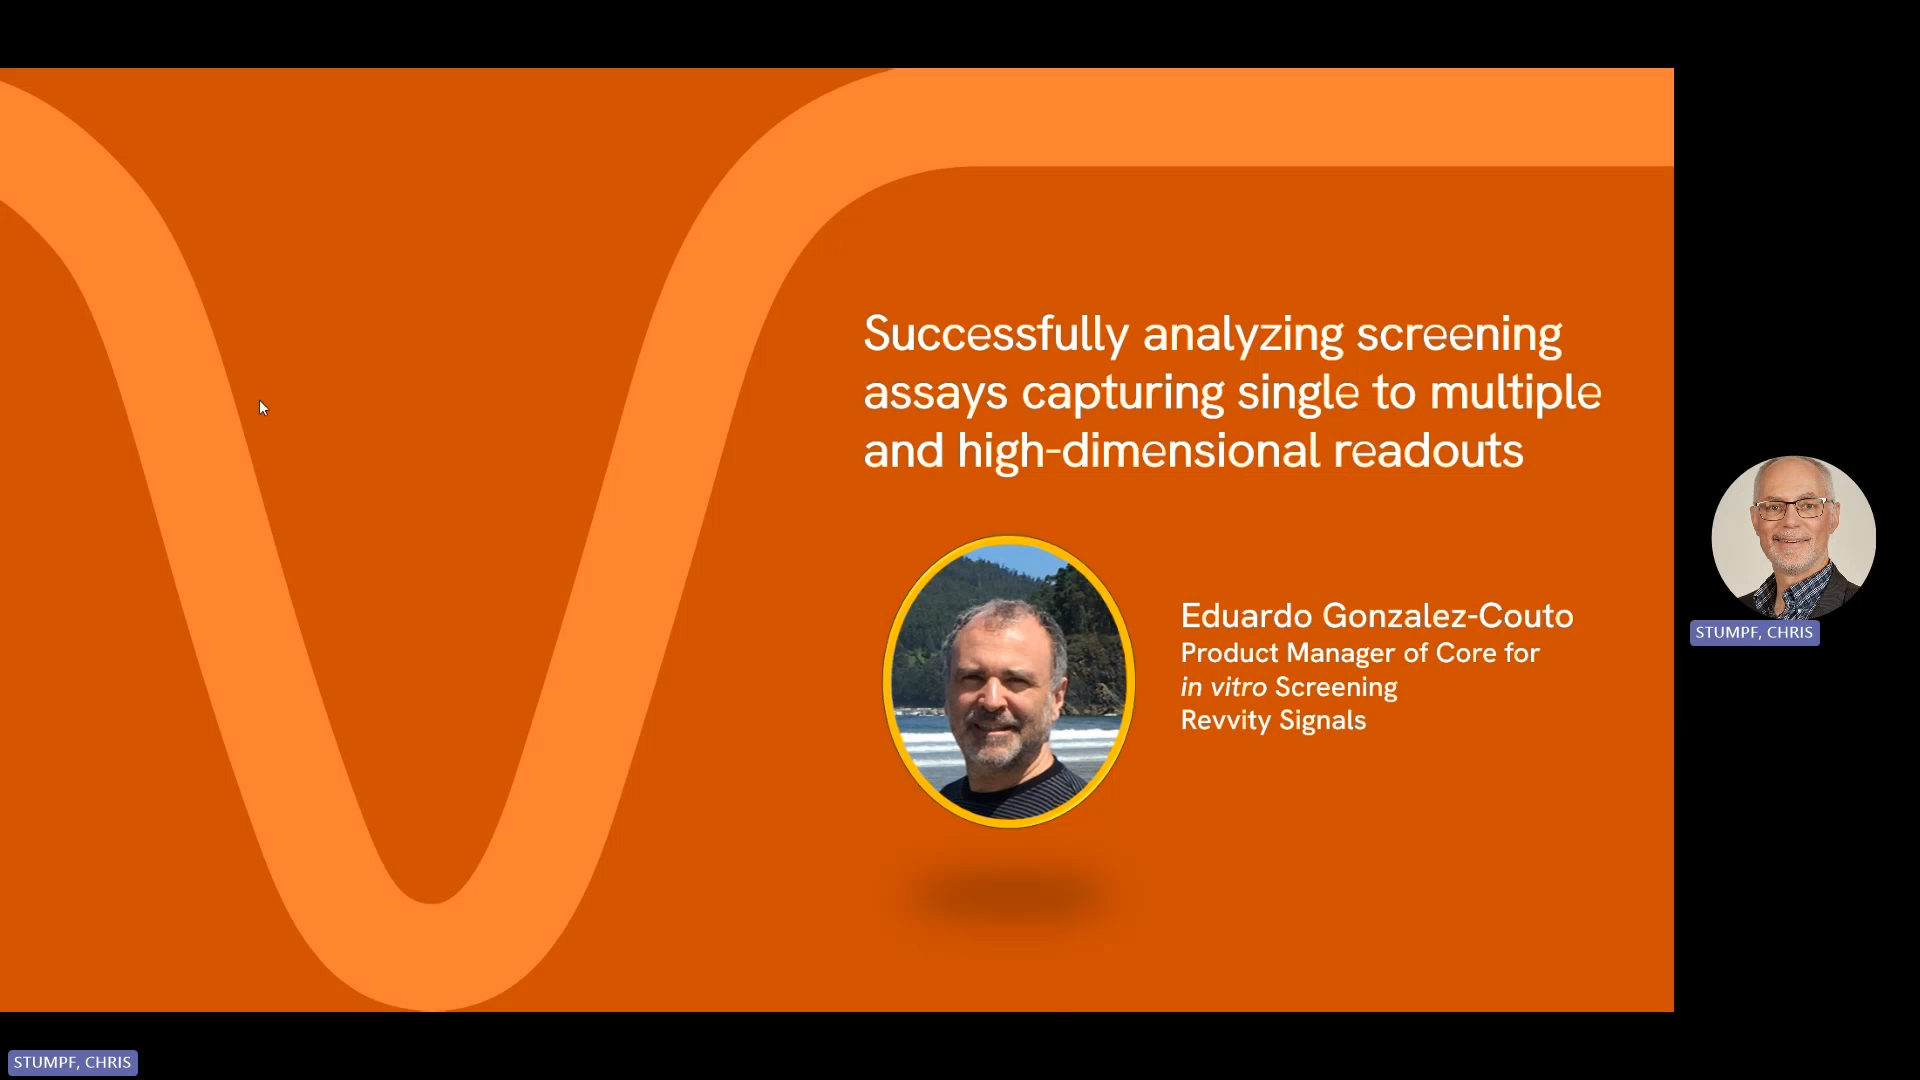 Successfully analyzing screening
assays capturing single to multiple
and high-dimensional readouts
Eduardo Gonzalez-Couto
Product Manager of Core for
in vitro Screening
Revvity Signals
STUMPF, CHRIS
STUMPF, CHRIS